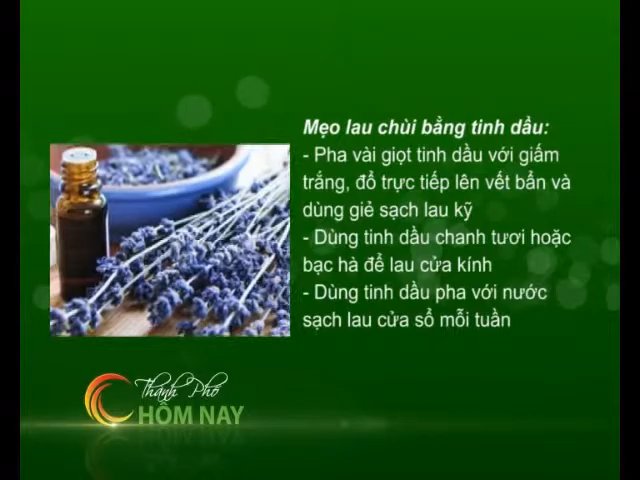 Mẹo lau chùi bằng tinh dầu:
- Pha vài giọt tinh dầu với giấm
trắng, đổ trực tiếp lên vết bẩn và
dùng giẻ sạch lau kỹ
- Dùng tinh dầu chanh tươi hoặc
bạc hà để lau cửa kính
- Dùng tinh dầu pha với nước
sạch lau cửa sổ mỗi tuần
Thành Phố
HÔM NAY